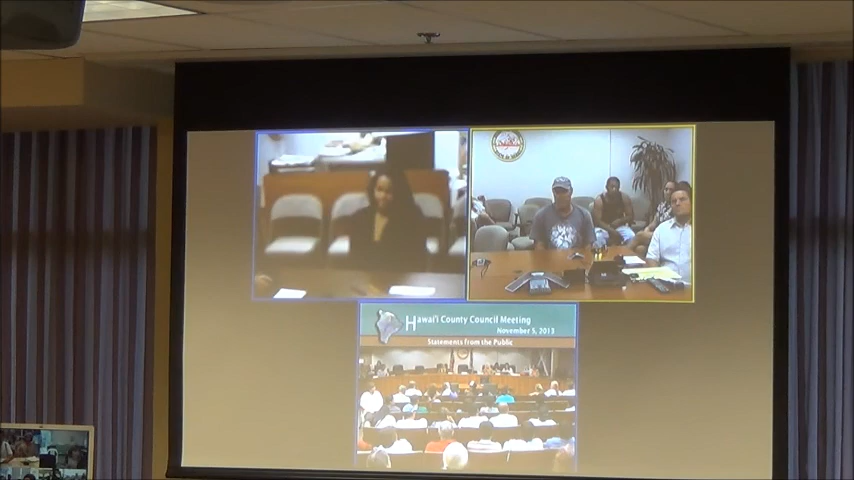 Hawai'i County Council Meeting
November 5, 2013
Statements from the Public